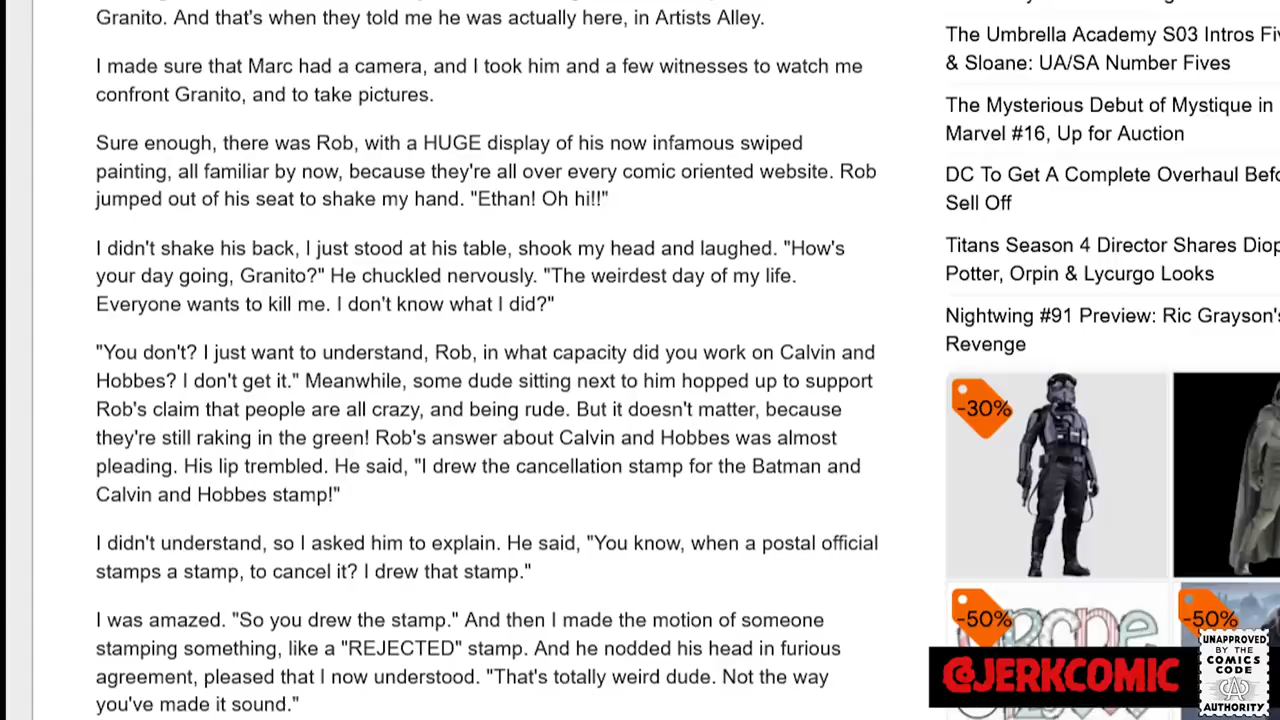 Granito. And that's when they told me he was actually here, in Artists Alley.
I made sure that Marc had a camera, and I took him and a few witnesses to watch me
confront Granito, and to take pictures.
Sure enough, there was Rob, with a HUGE display of his now infamous swiped
painting, all familiar by now, because they're all over every comic oriented website. Rob
jumped out of his seat to shake my hand. "Ethan! Oh hi!!"
I didn't shake his back, I just stood at his table, shook my head and laughed. "How's
your day going, Granito?" He chuckled nervously. "The weirdest day of my life.
Everyone wants to kill me. I don't know what I did?"
"You don't? I just want to understand, Rob, in what capacity did you work on Calvin and
Hobbes? I don't get it." Meanwhile, some dude sitting next to him hopped up to support
Rob's claim that people are all crazy, and being rude. But it doesn't matter, because
they're still raking in the green! Rob's answer about Calvin and Hobbes was almost
pleading. His lip trembled. He said, "I drew the cancellation stamp for the Batman and
Calvin and Hobbes stamp!"
I didn't understand, so I asked him to explain. He said, "You know, when a postal official
stamps a stamp, to cancel it? I drew that stamp."
I was amazed. "So you drew the stamp." And then I made the motion of someone
stamping something, like a "REJECTED" stamp. And he nodded his head in furious
agreement, pleased that I now understood. "That's totally weird dude. Not the way
you've made it sound."
The Umbrella Academy S03 Intros Fi
& Sloane: UA/SA Number Fives
The Mysterious Debut of Mystique in
Marvel #16, Up for Auction
DC To Get A Complete Overhaul Bef
Sell Off
Titans Season 4 Director Shares Diop
Potter, Orpin & Lycurgo Looks
Nightwing #91 Preview: Ric Grayson's
Revenge
-30%
-50%
-50%
@JERKCOMIC
UNAPPROVED
BY THE
COMICS
CODE
AUTHORITY